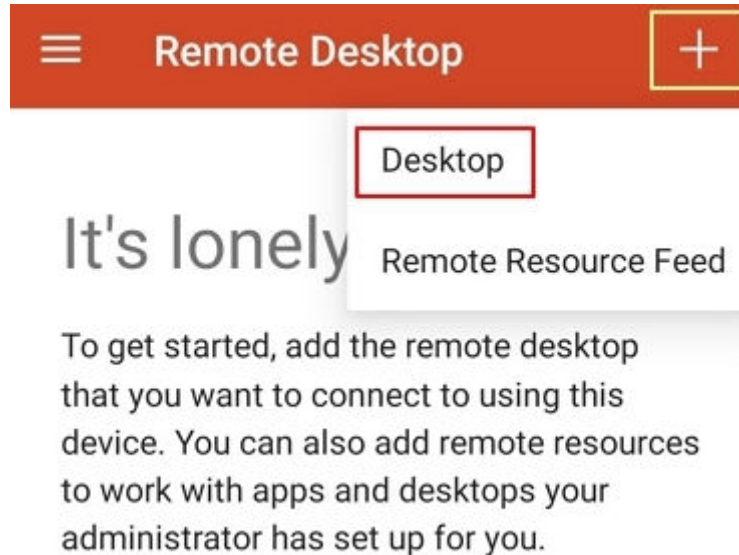 Remote Desktop
Desktop
It's lonely
Remote Resource Feed
To get started, add the remote desktop
that you want to connect to using this
device. You can also add remote resources
to work with apps and desktops your
administrator has set up for you.